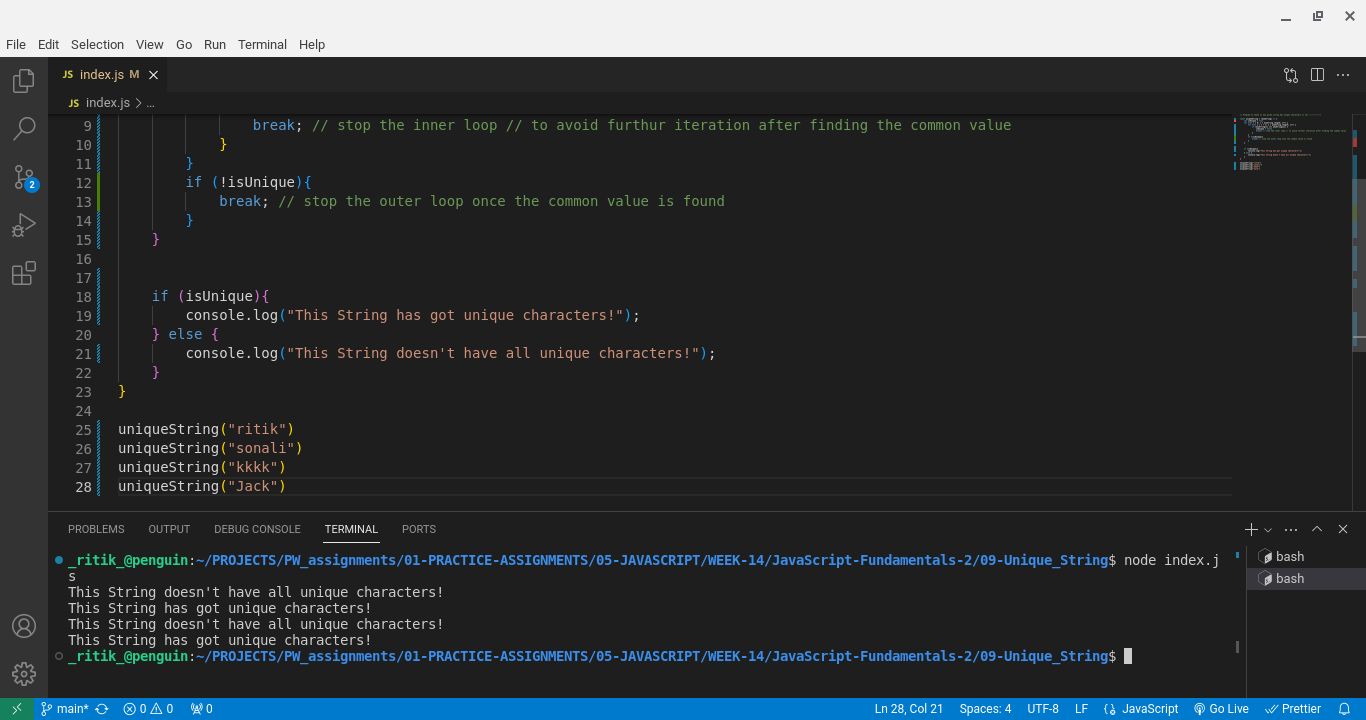 File Edit Selection View Go Run Terminal Help
JS index.js M
JS index.js > ...
9 break; // stop the inner loop // to avoid furthur iteration after finding the common value
10 }
11 }
12 if (!isUnique){
13 break; // stop the outer loop once the common value is found
14 }
15 }
16
17
18 if (isUnique){
19 console.log("This String has got unique characters!");
20 } else {
21 console.log("This String doesn't have all unique characters!");
22 }
23 }
24
25 uniqueString("ritik")
26 uniqueString("sonali")
27 uniqueString("kkkk")
28 uniqueString("Jack")
2
PROBLEMS OUTPUT DEBUG CONSOLE TERMINAL PORTS
_ritik_@penguin:~/PROJECTS/PW_assignments/01-PRACTICE-ASSIGNMENTS/05-JAVASCRIPT/WEEK-14/JavaScript-Fundamentals-2/09-Unique_String$ node index.j
s
This String doesn't have all unique characters!
This String has got unique characters!
This String doesn't have all unique characters!
This String has got unique characters!
_ritik_@penguin:~/PROJECTS/PW_assignments/01-PRACTICE-ASSIGNMENTS/05-JAVASCRIPT/WEEK-14/JavaScript-Fundamentals-2/09-Unique_String$
bash
bash
main* 0 0 0 Ln 28, Col 21 Spaces: 4 UTF-8 LF {} JavaScript Go Live Prettier